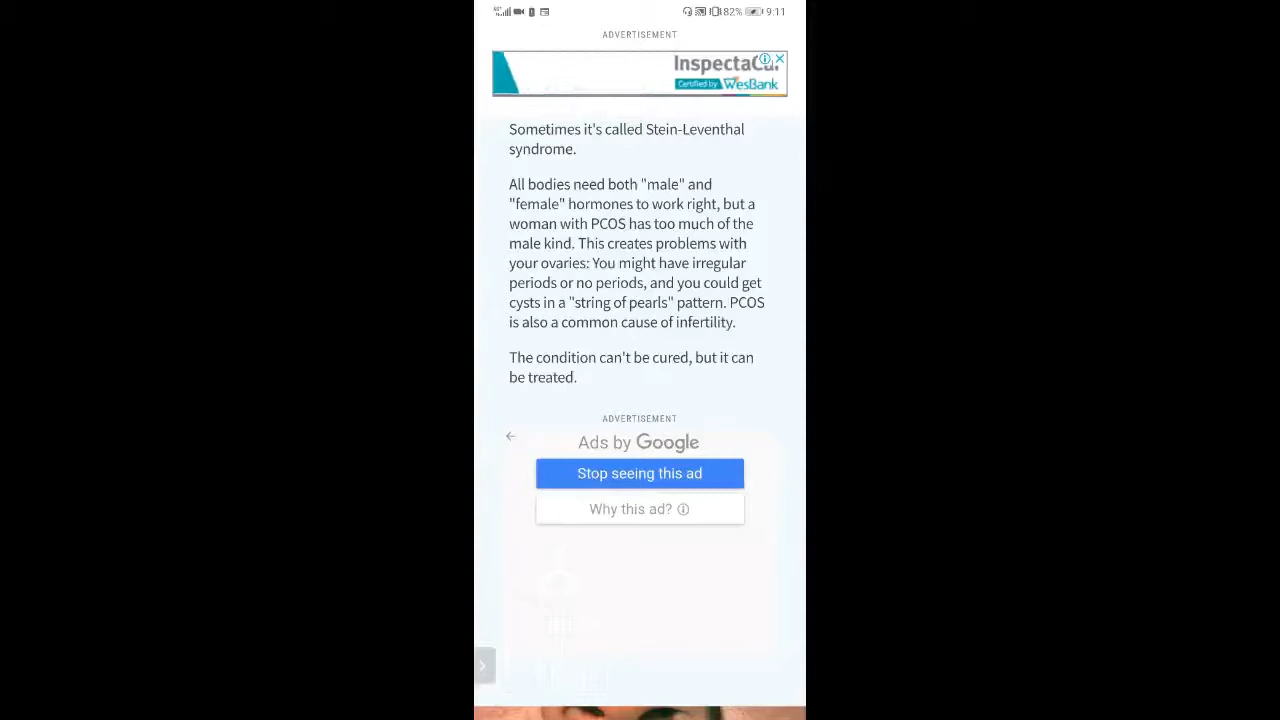 82% 9:11
ADVERTISEMENT
InspectaCar
Certified by WesBank
Sometimes it's called Stein-Leventhal
syndrome.
All bodies need both "male" and
"female" hormones to work right, but a
woman with PCOS has too much of the
male kind. This creates problems with
your ovaries: You might have irregular
periods or no periods, and you could get
cysts in a "string of pearls" pattern. PCOS
is also a common cause of infertility.
The condition can't be cured, but it can
be treated.
ADVERTISEMENT
Ads by Google
Stop seeing this ad
Why this ad?